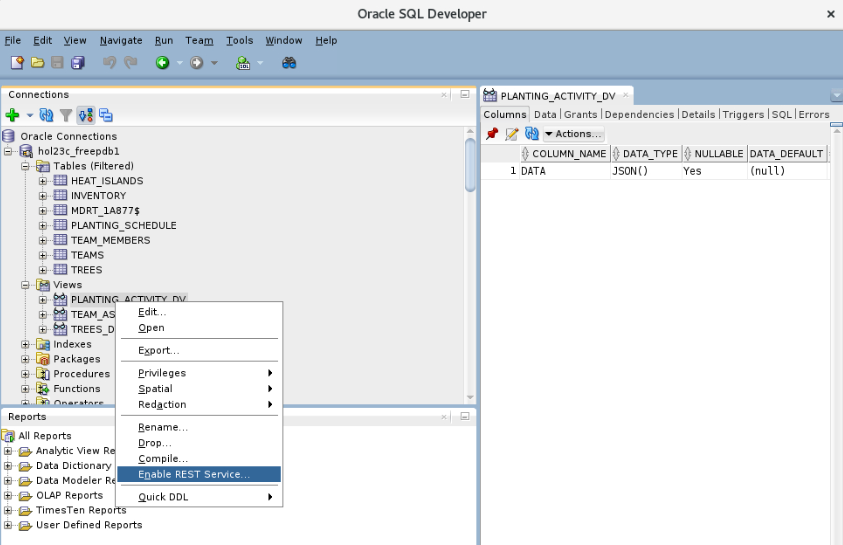 Oracle SQL Developer
File Edit View Navigate Run Team Tools Window Help
SQL
Connections
Oracle Connections
hol23c_freepdb1
Tables (Filtered)
HEAT_ISLANDS
INVENTORY
MDRT_1A877$
PLANTING_SCHEDULE
TEAM_MEMBERS
TEAMS
TREES
Views
PLANTING_ACTIVITY_DV
TEAM_AS
TREES_D
Indexes
Packages
Procedures
Functions
Operators
Edit...
Open
Export...
Privileges
Spatial
Redaction
Rename...
Drop...
Compile...
Enable REST Service...
Quick DDL
Reports
All Reports
Analytic View Re
Data Dictionary
Data Modeler Re
OLAP Reports
TimesTen Reports
User Defined Reports
PLANTING_ACTIVITY_DV
Columns Data Grants Dependencies Details Triggers SQL Errors
Actions...
COLUMN_NAME DATA_TYPE NULLABLE DATA_DEFAULT
1 DATA JSON() Yes (null)